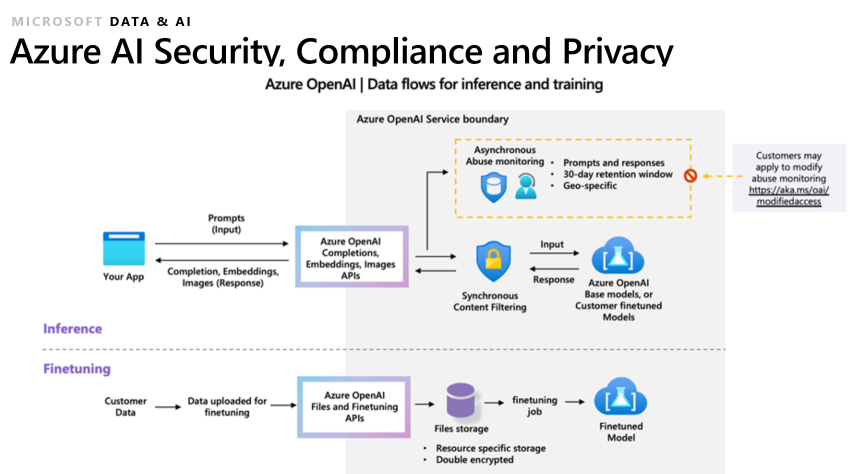 MICROSOFT DATA & AI
Azure AI Security, Compliance and Privacy
Azure OpenAI | Data flows for inference and training
Azure OpenAI Service boundary
Asynchronous
Abuse monitoring
• Prompts and responses
• 30-day retention window
• Geo-specific
Customers may
apply to modify
abuse monitoring
https://aka.ms/oai/
modifiedaccess
Prompts
(Input)
Your App
Completion, Embeddings,
Images (Response)
Azure OpenAI
Completions,
Embeddings, Images
APIs
Synchronous
Content Filtering
Input
Response
Azure OpenAI
Base models, or
Customer finetuned
Models
Inference
Finetuning
Customer
Data
Data uploaded for
finetuning
Azure OpenAI
Files and Finetuning
APIs
Files storage
• Resource specific storage
• Double encrypted
finetuning
job
Finetuned
Model